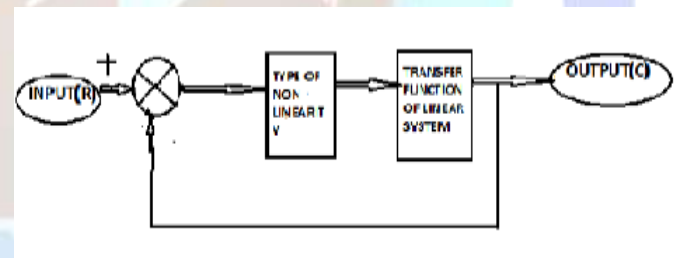 +
INPUT(R)
TYPE OF
NON -
LINEARIT
Y
TRANSFER
FUNCTION
OF LINEAR
SYSTEM
OUTPUT(C)